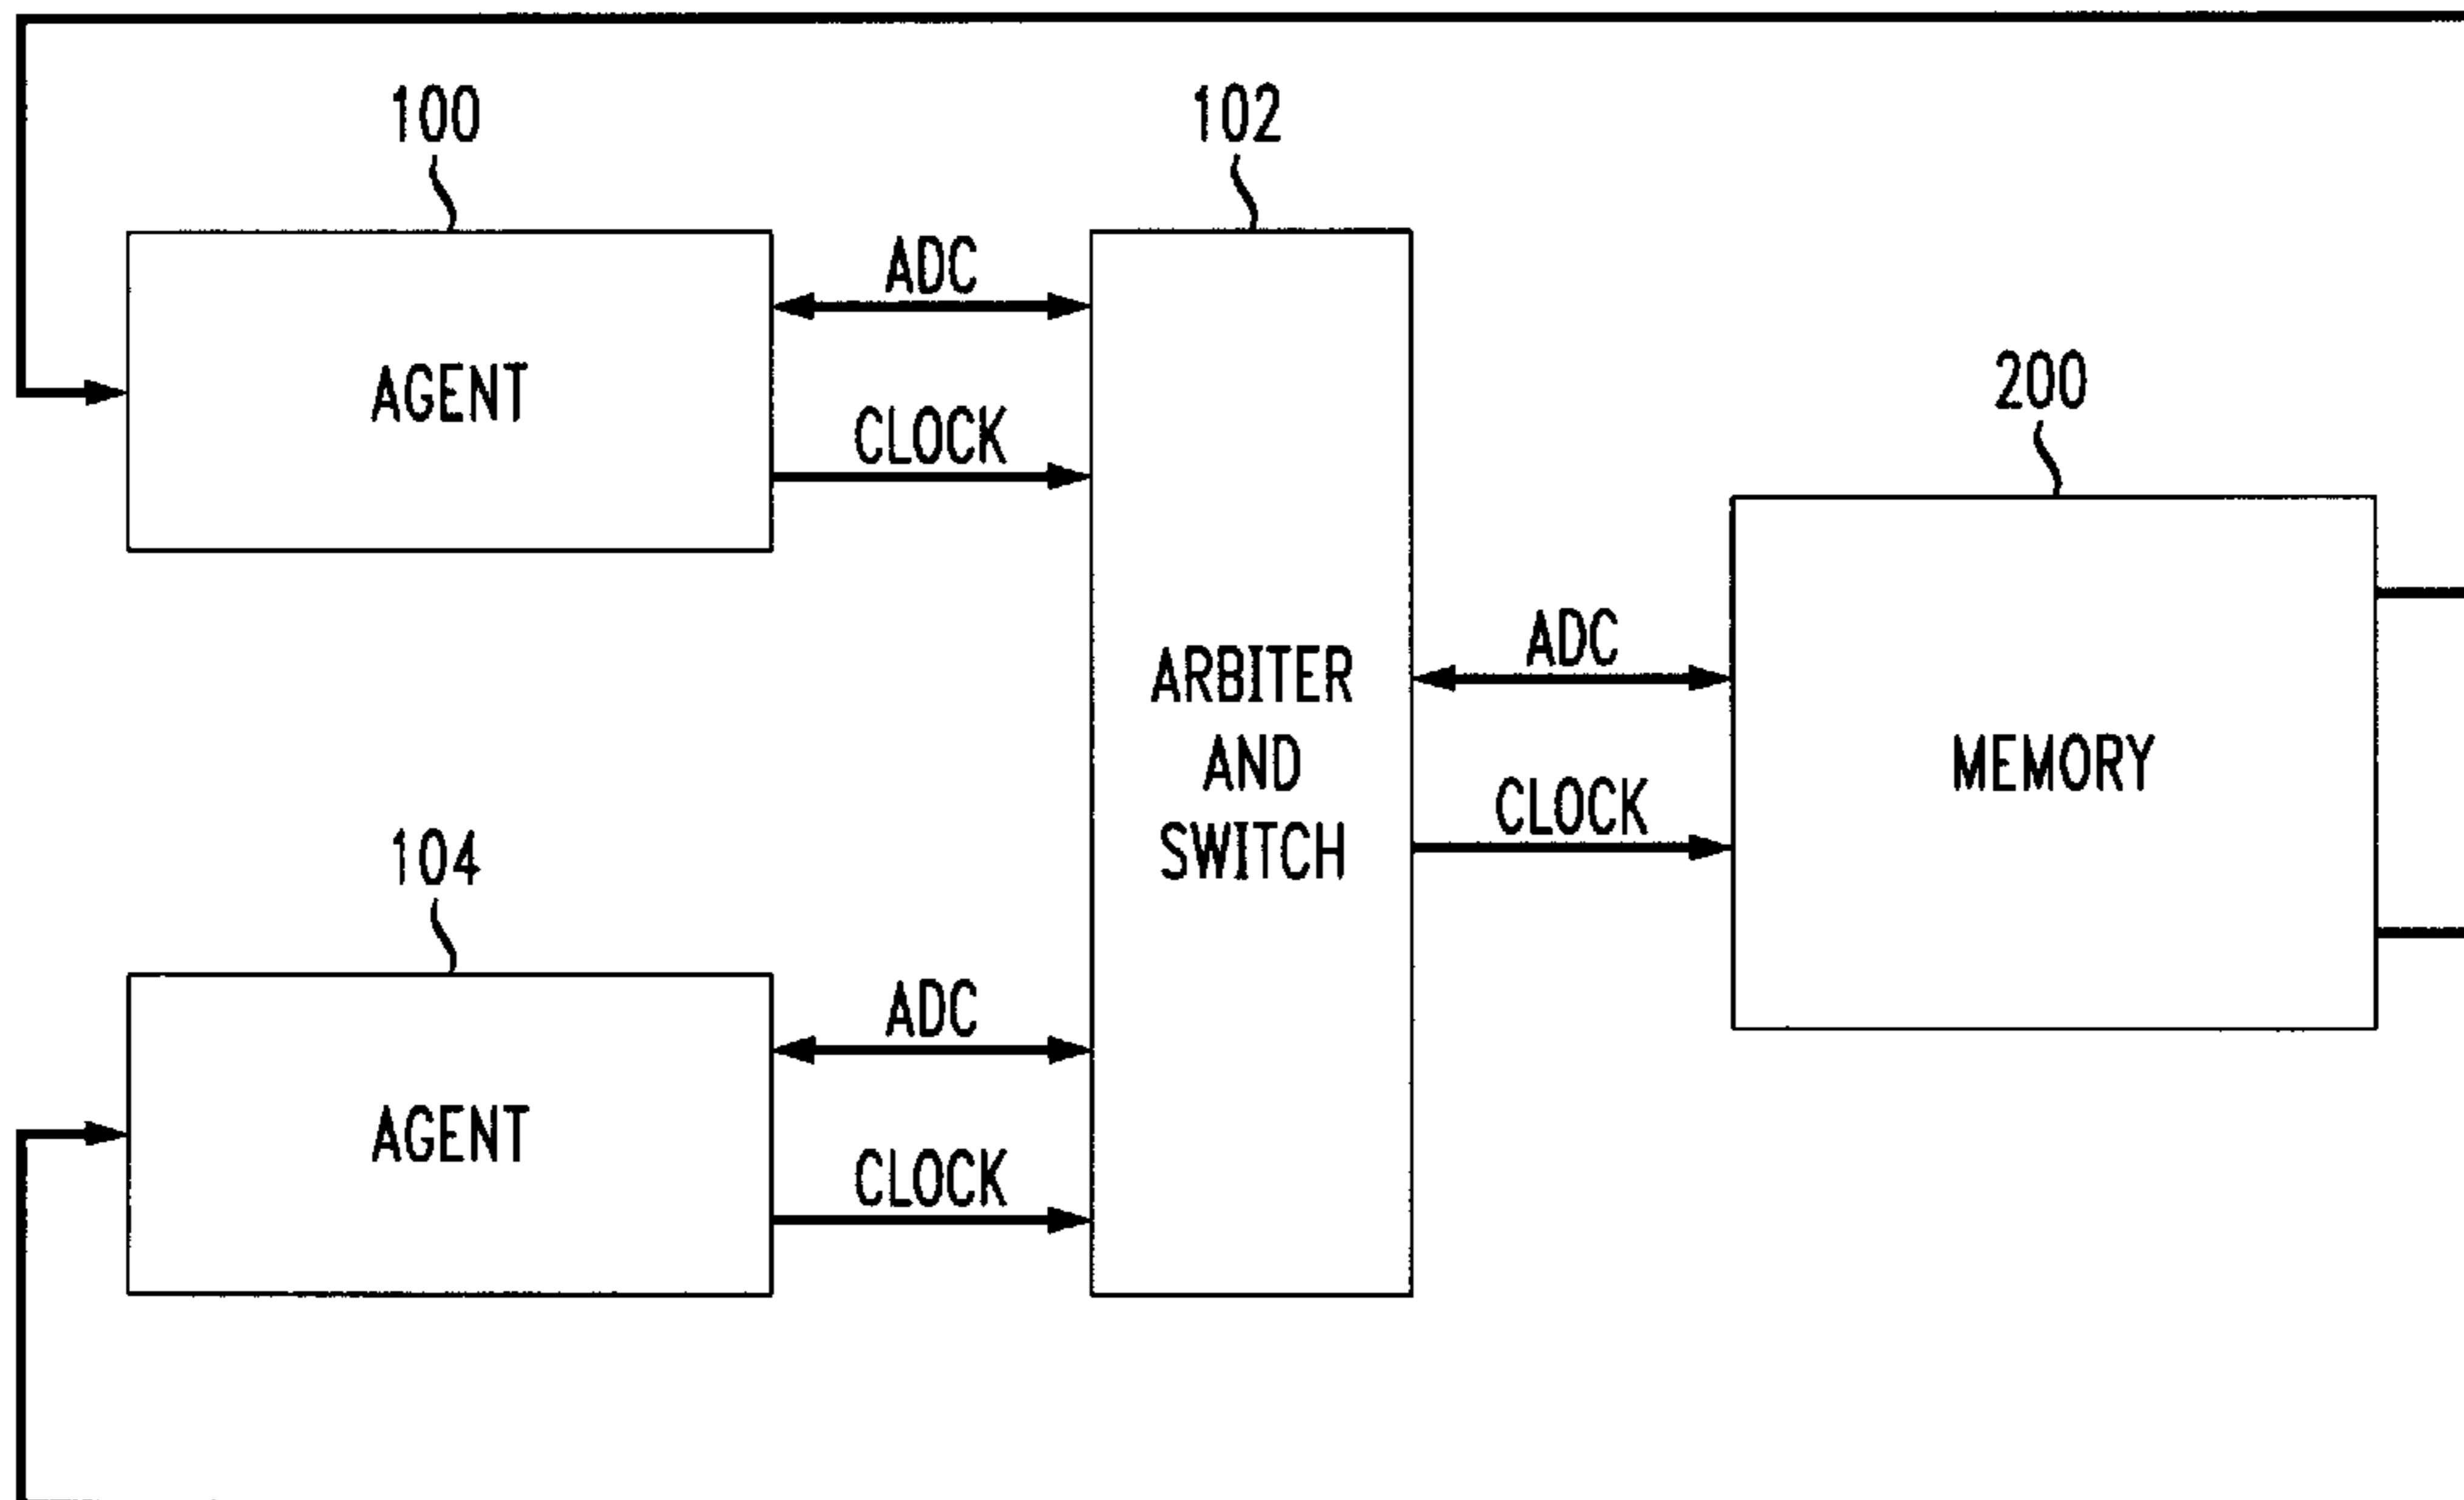 100
102
ADC
AGENT
CLOCK
200
ADC
ARBITER
AND
SWITCH
MEMORY
CLOCK
104
ADC
AGENT
CLOCK